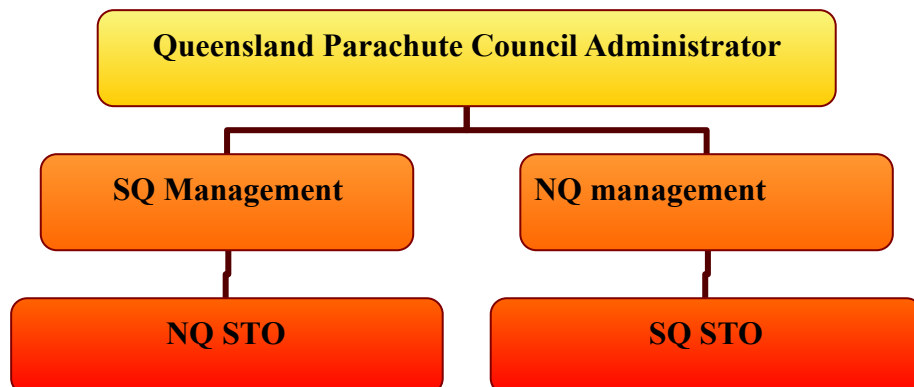 Queensland Parachute Council Administrator
SQ Management
NQ management
NQ STO
SQ STO